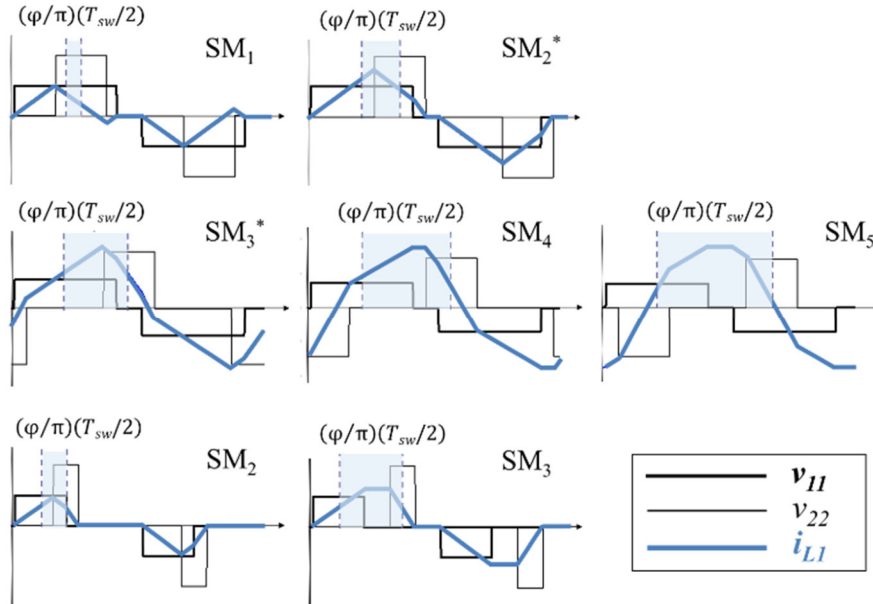 (φ/π)(T_sw/2)
(φ/π)(T_sw/2)
SM₁
SM₂*
(φ/π)(T_sw/2)
(φ/π)(T_sw/2)
(φ/π)(T_sw/2)
SM₃*
SM₄
SM₅
(φ/π)(T_sw/2)
(φ/π)(T_sw/2)
SM₂
SM₃
v₁₁
v₂₂
i_L1